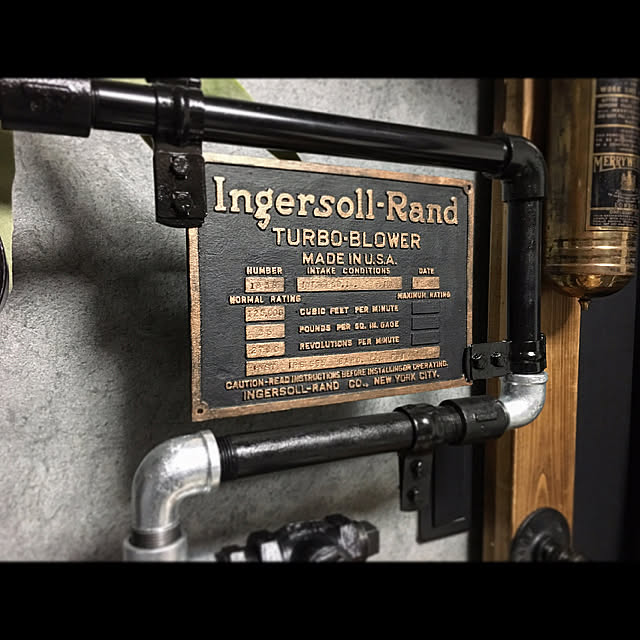 Ingersoll-Rand
TURBO-BLOWER
MADE IN U.S.A.
NUMBER INTAKE CONDITIONS DATE
NORMAL RATING MAXIMUM RATING
CUBIC FEET PER MINUTE
POUNDS PER SQ. IN. GAGE
REVOLUTIONS PER MINUTE
CAUTION-READ INSTRUCTIONS BEFORE INSTALLING OR OPERATING.
INGERSOLL-RAND CO., NEW YORK CITY.
MERRYW